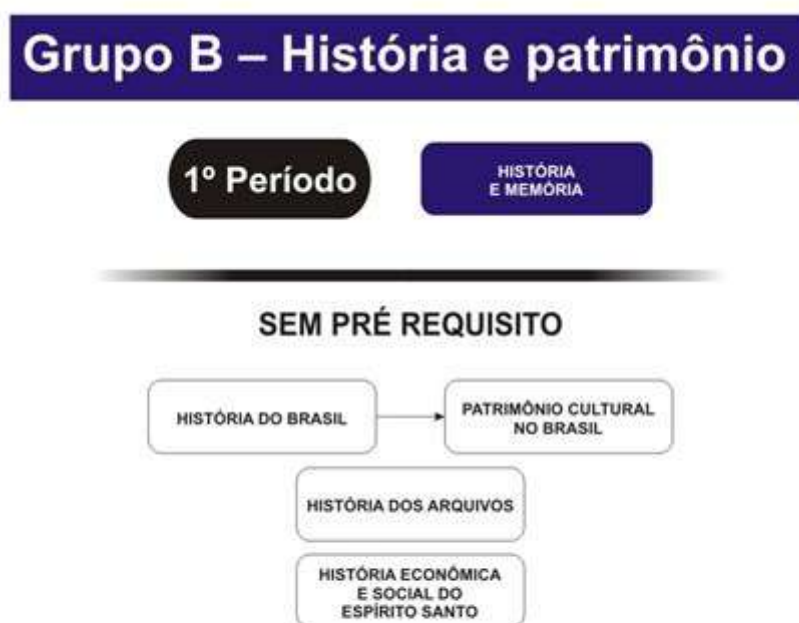 Grupo B – História e patrimônio
1º Período
HISTÓRIA
E MEMÓRIA
SEM PRÉ REQUISITO
HISTÓRIA DO BRASIL
PATRIMÔNIO CULTURAL
NO BRASIL
HISTÓRIA DOS ARQUIVOS
HISTÓRIA ECONÔMICA
E SOCIAL DO
ESPÍRITO SANTO